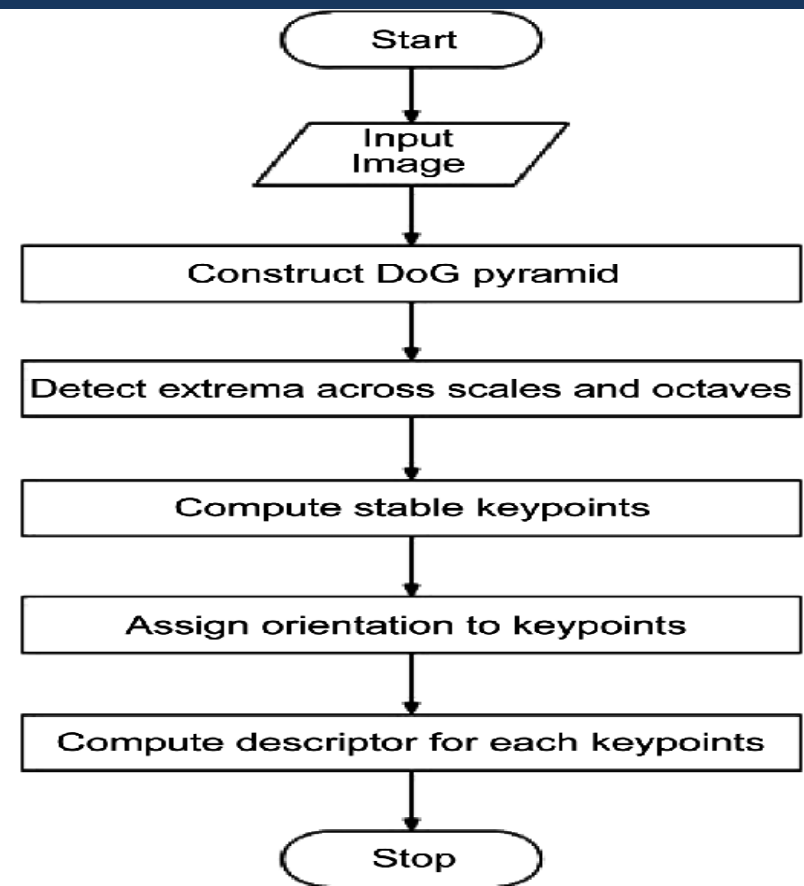 Start
Input
Image
Construct DoG pyramid
Detect extrema across scales and octaves
Compute stable keypoints
Assign orientation to keypoints
Compute descriptor for each keypoints
Stop